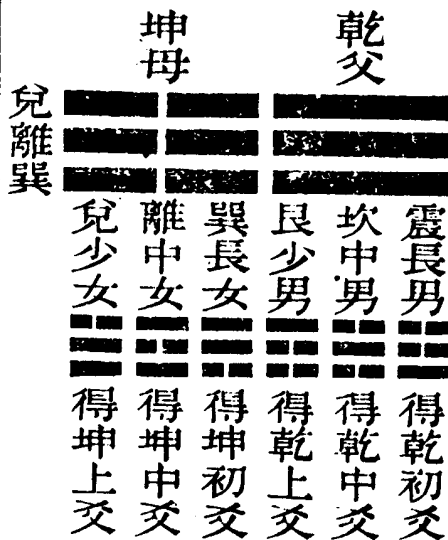 乾父
坤母
兌離巽
震長男
坎中男
艮少男
巽長女
離中女
兌少女
得乾初爻
得乾中爻
得乾上爻
得坤初爻
得坤中爻
得坤上爻